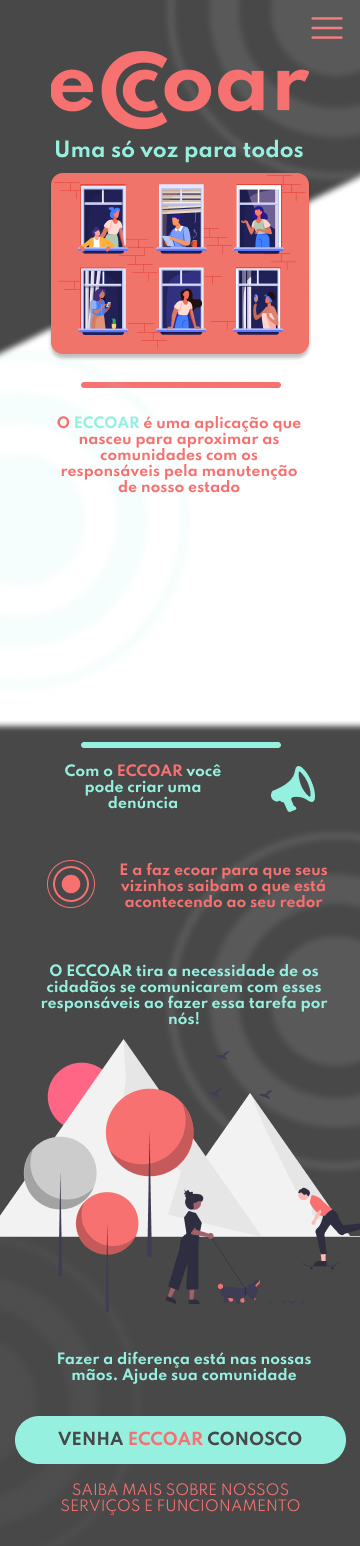 eCcoar
Uma só voz para todos
O ECCOAR é uma aplicação que
nasceu para aproximar as
comunidades com os
responsáveis pela manutenção
de nosso estado
Com o ECCOAR você
pode criar uma
denúncia
E a faz ecoar para que seus
vizinhos saibam o que está
acontecendo ao seu redor
O ECCOAR tira a necessidade de os
cidadãos se comunicarem com esses
responsáveis ao fazer essa tarefa por
nós!
Fazer a diferença está nas nossas
mãos. Ajude sua comunidade
VENHA ECCOAR CONOSCO
SAIBA MAIS SOBRE NOSSOS
SERVIÇOS E FUNCIONAMENTO